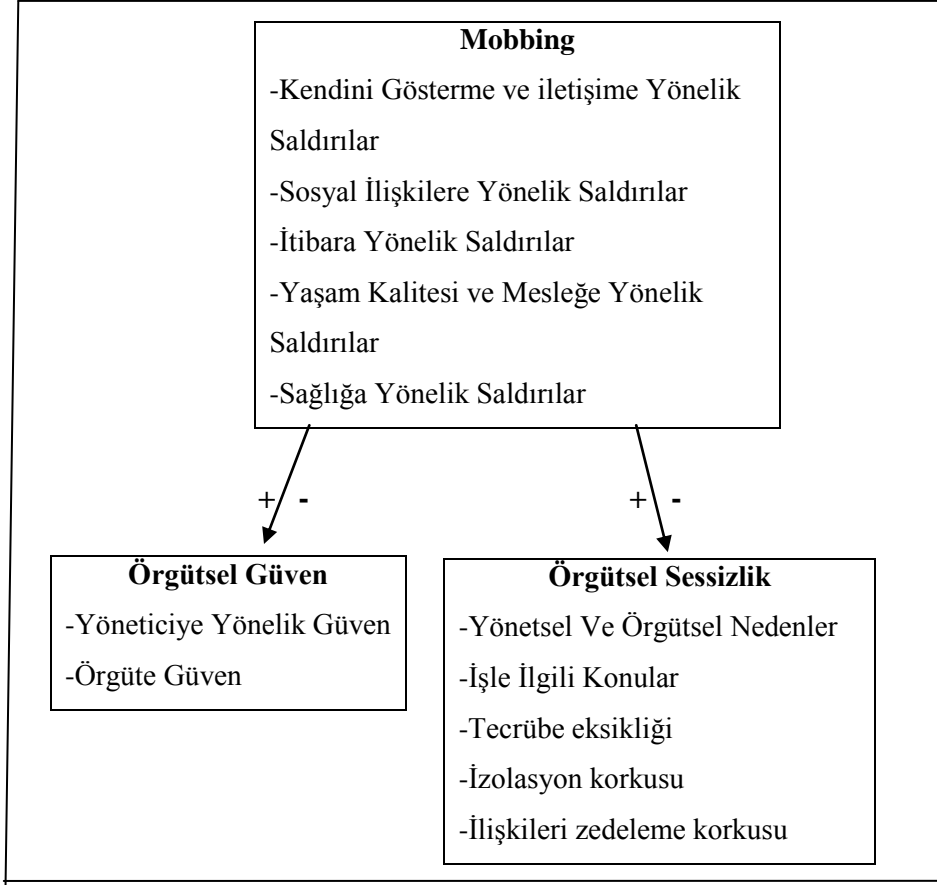 Mobbing
-Kendini Gösterme ve iletişime Yönelik
Saldırılar
-Sosyal İlişkilere Yönelik Saldırılar
-İtibara Yönelik Saldırılar
-Yaşam Kalitesi ve Mesleğe Yönelik
Saldırılar
-Sağlığa Yönelik Saldırılar
+ -
+ -
Örgütsel Güven
-Yöneticiye Yönelik Güven
-Örgüte Güven
Örgütsel Sessizlik
-Yönetsel Ve Örgütsel Nedenler
-İşle İlgili Konular
-Tecrübe eksikliği
-İzolasyon korkusu
-İlişkileri zedeleme korkusu